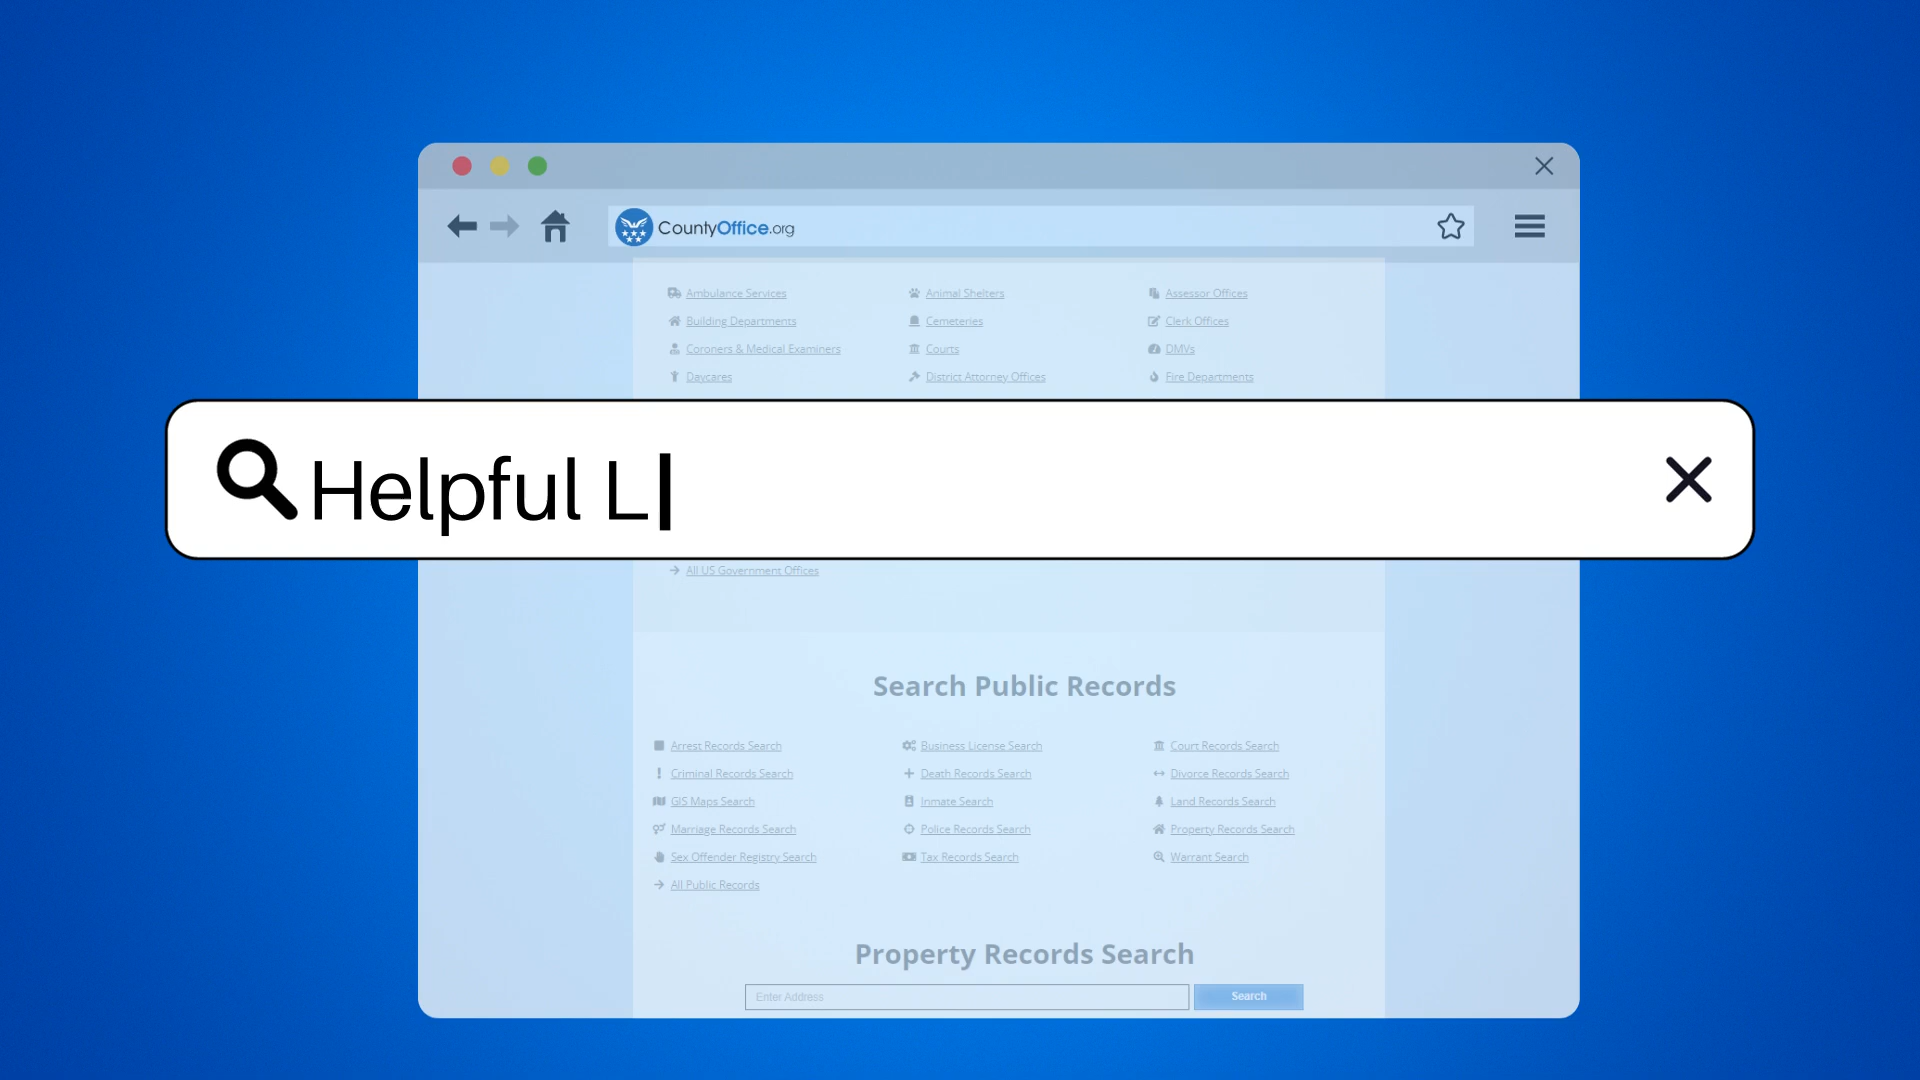 CountyOffice.org
Ambulance Services Animal Shelters Assessor Offices
Building Departments Cemeteries Clerk Offices
Coroners & Medical Examiners Courts DMVs
Daycares District Attorney Offices Fire Departments
Helpful L
All US Government Offices
Search Public Records
Arrest Records Search Business License Search Court Records Search
Criminal Records Search Death Records Search Divorce Records Search
GIS Maps Search Inmate Search Land Records Search
Marriage Records Search Police Records Search Property Records Search
Sex Offender Registry Search Tax Records Search Warrant Search
All Public Records
Property Records Search
Enter Address Search